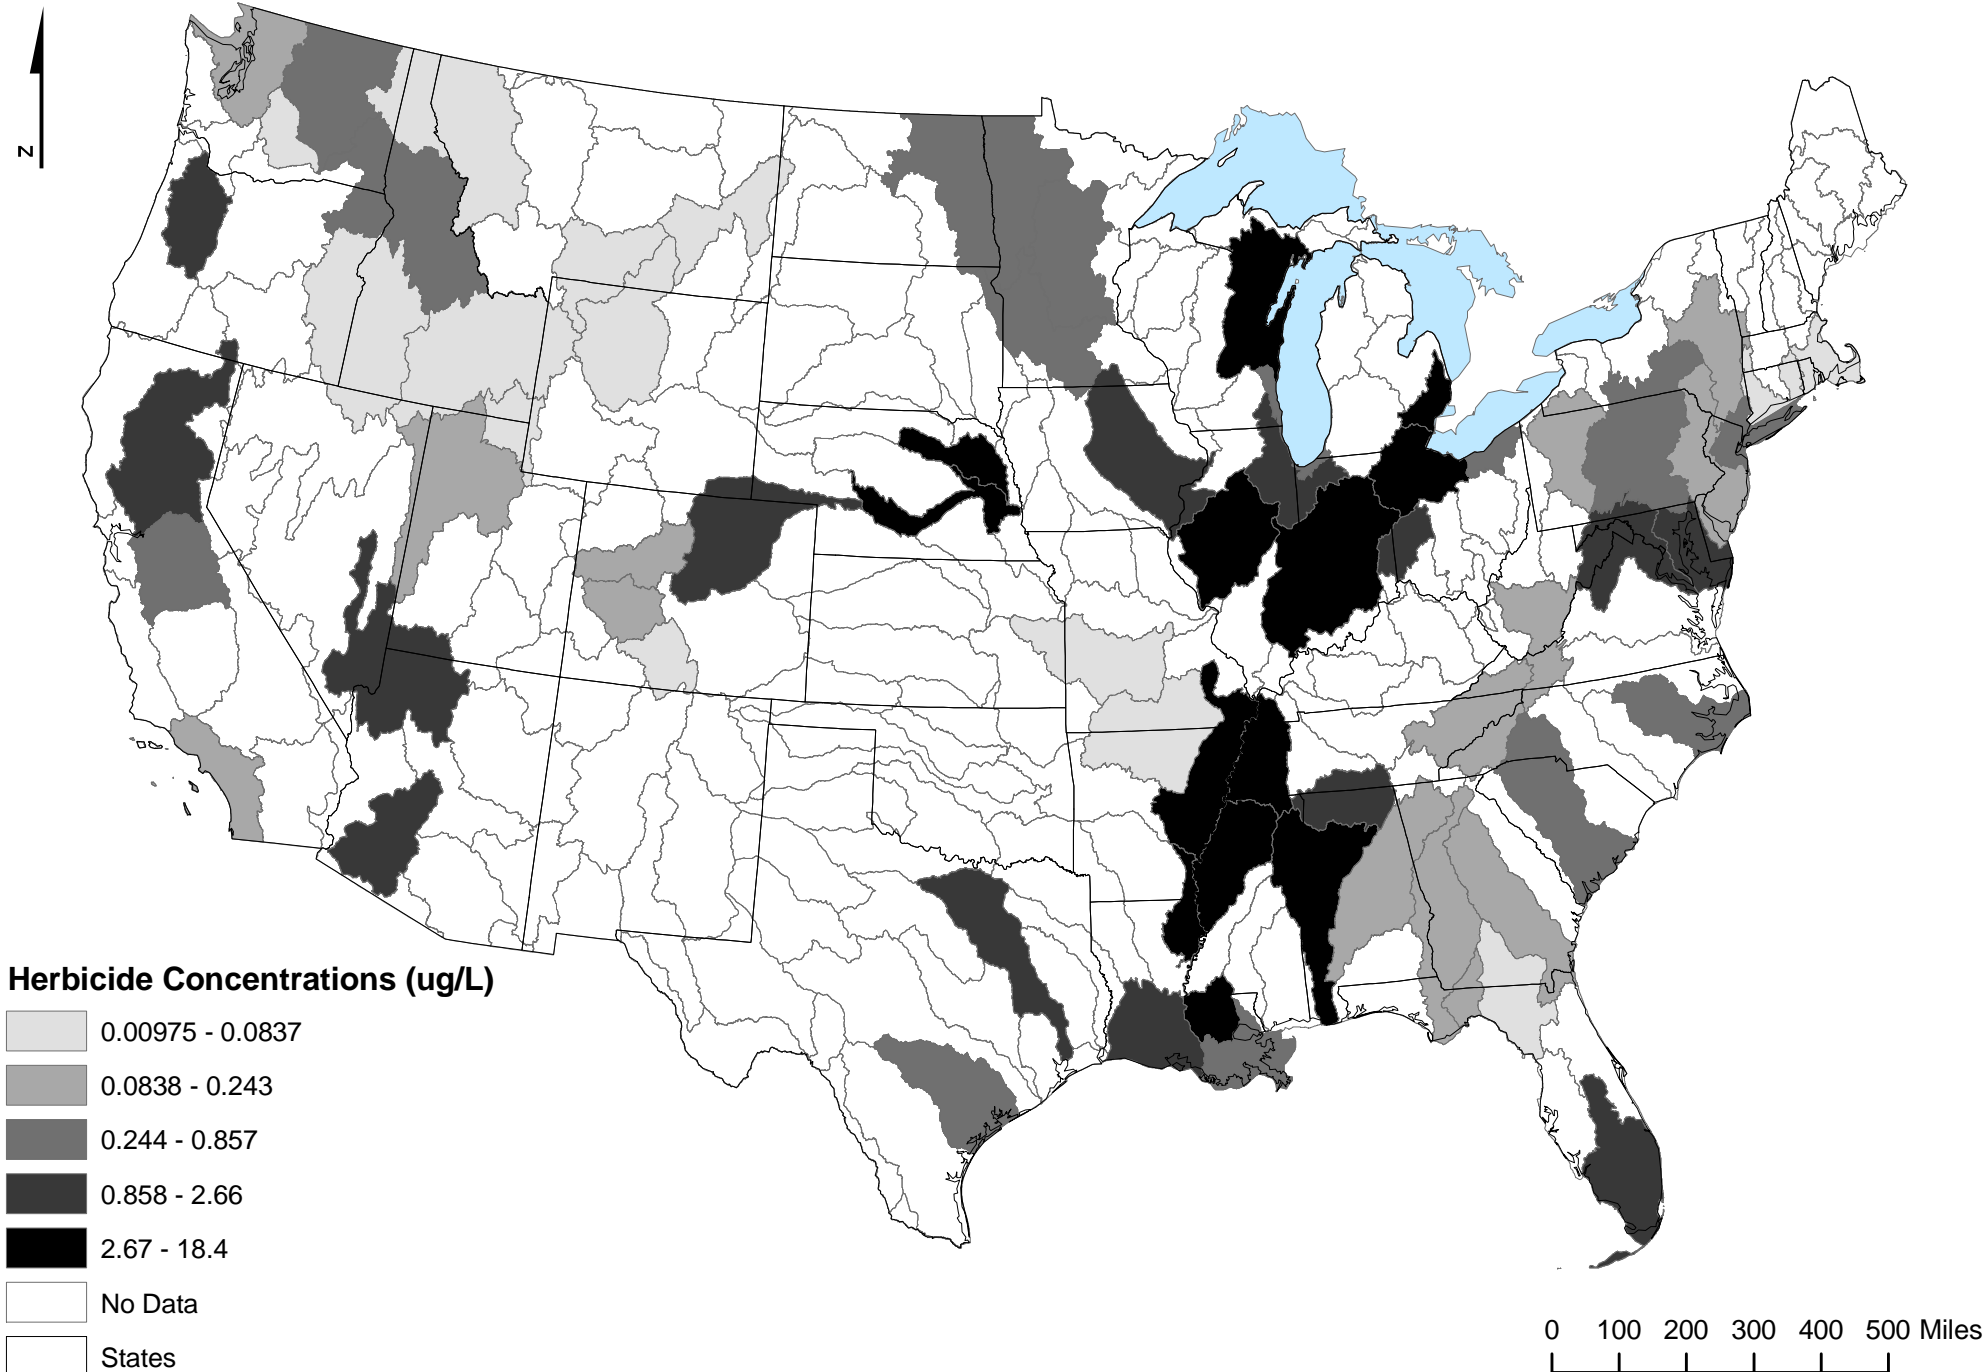 N
Herbicide Concentrations (ug/L)
0.00975 - 0.0837
0.0838 - 0.243
0.244 - 0.857
0.858 - 2.66
2.67 - 18.4
No Data
States
0 100 200 300 400 500 Miles